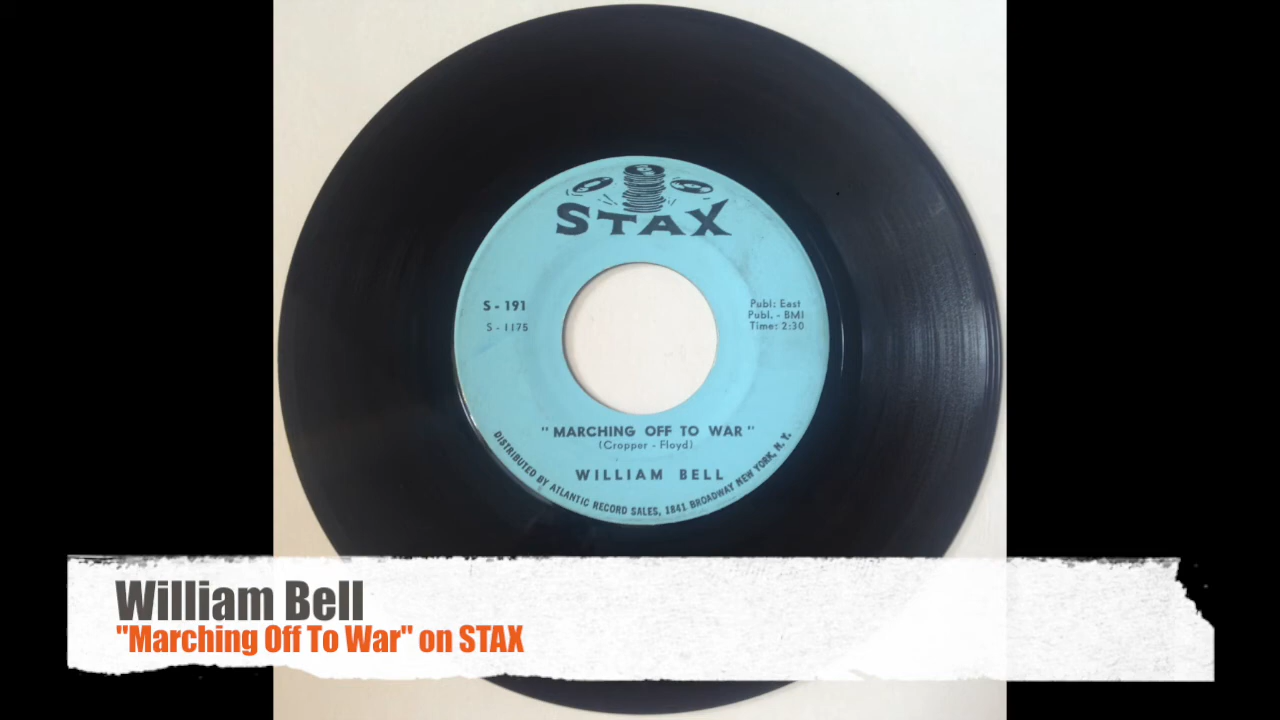 STAX
S - 191
S - 1175
Publ: East
Publ. - BMI
Time: 2:30
"MARCHING OFF TO WAR"
(Cropper - Floyd)
WILLIAM BELL
DISTRIBUTED BY ATLANTIC RECORD SALES, 1841 BROADWAY NEW YORK, N. Y.
William Bell
"Marching Off To War" on STAX